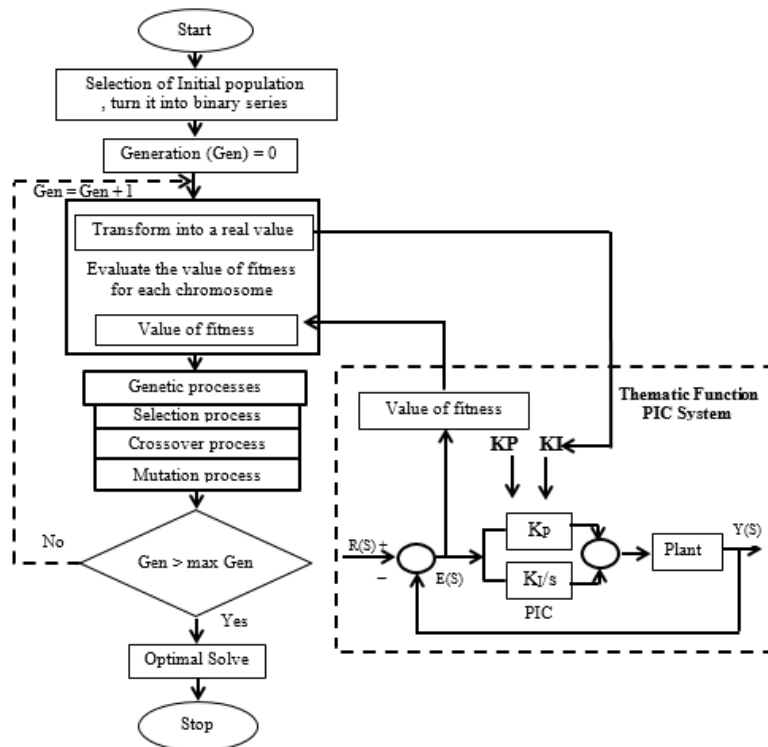 Start
Selection of Initial population
, turn it into binary series
Generation (Gen) = 0
Gen = Gen + 1
Transform into a real value
Evaluate the value of fitness
for each chromosome
Value of fitness
Genetic processes
Selection process
Crossover process
Mutation process
No
Gen > max Gen
Yes
Optimal Solve
Stop
Thematic Function
PIC System
Value of fitness
KP KI
R(S) +
−
E(S)
Kp
KI/s
PIC
Plant
Y(S)